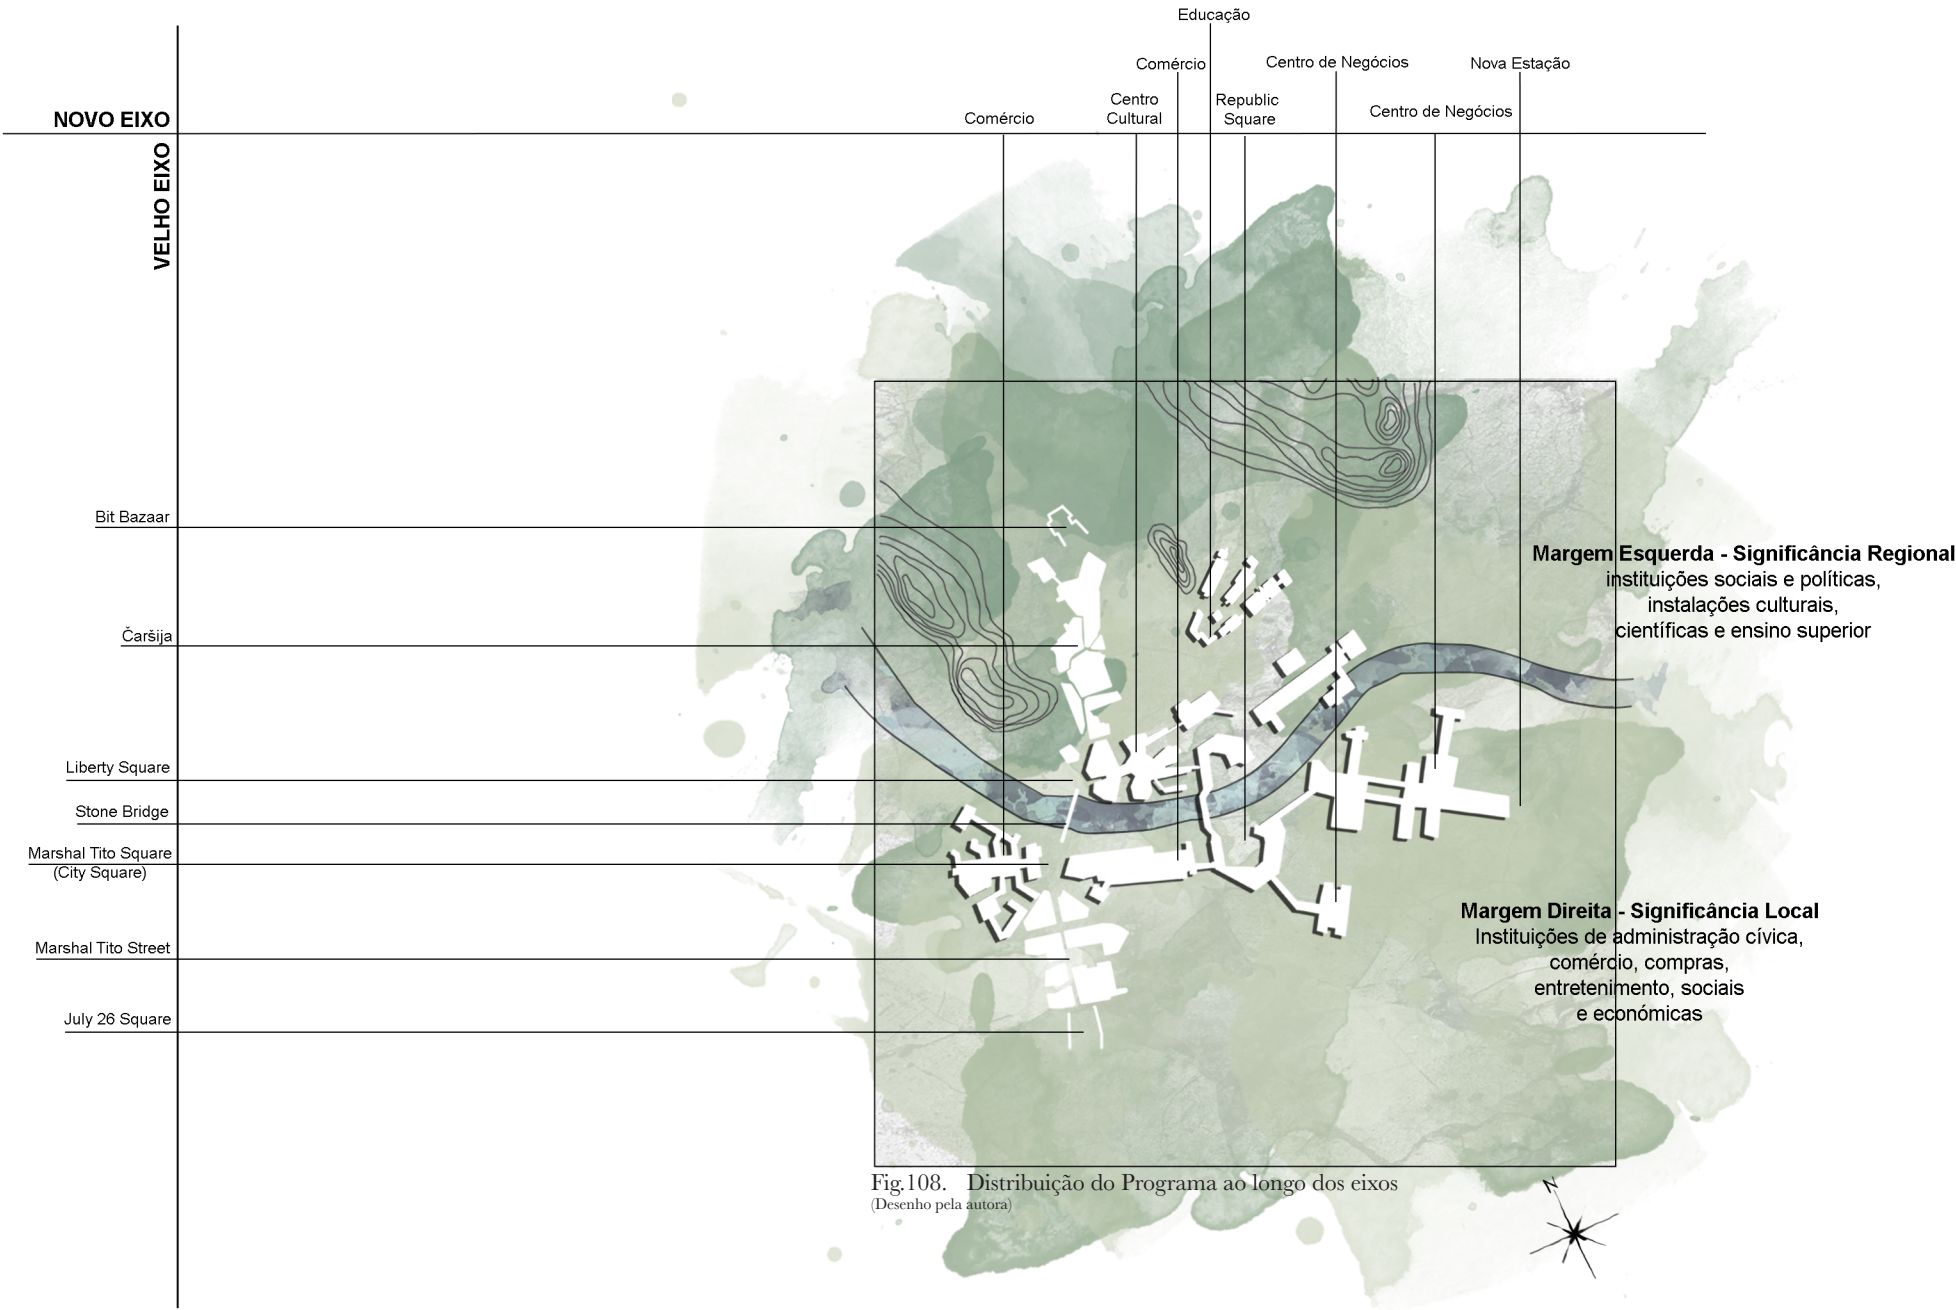 Educação
Comércio
Centro de Negócios
Nova Estação
Centro
Cultural
Republic
Square
Centro de Negócios
Comércio
NOVO EIXO
VELHO EIXO
Bit Bazaar
Čaršija
Liberty Square
Stone Bridge
Marshal Tito Square
(City Square)
Marshal Tito Street
July 26 Square
Margem Esquerda - Significância Regional
instituições sociais e políticas,
instalações culturais,
científicas e ensino superior
Margem Direita - Significância Local
Instituições de administração cívica,
comércio, compras,
entretenimento, sociais
e económicas
Fig.108. Distribuição do Programa ao longo dos eixos
(Desenho pela autora)
N